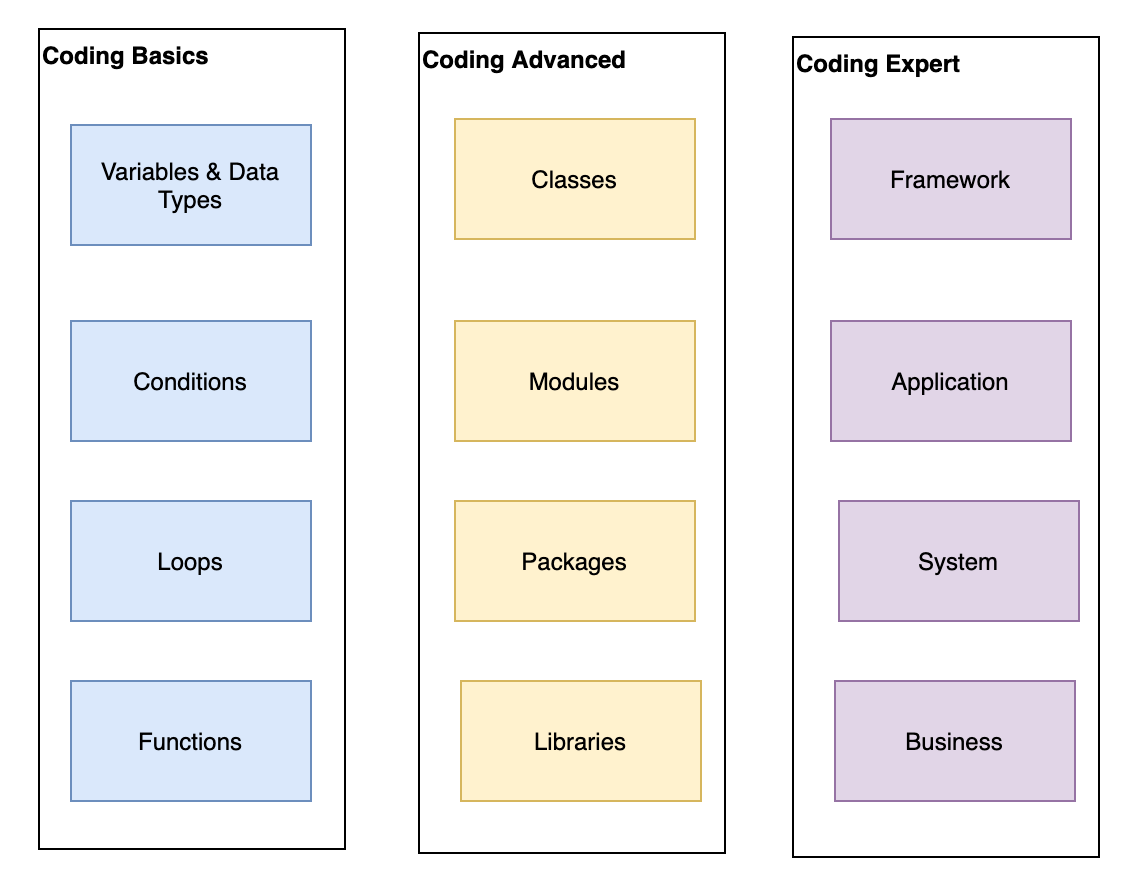 Coding Basics
Variables & Data
Types
Conditions
Loops
Functions
Coding Advanced
Classes
Modules
Packages
Libraries
Coding Expert
Framework
Application
System
Business